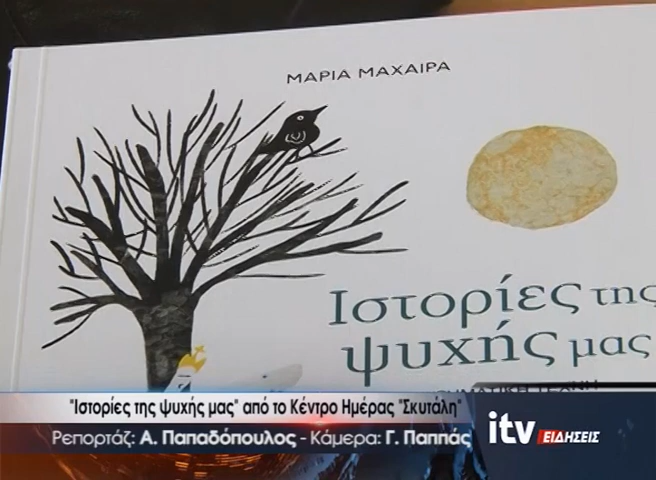 ΜΑΡΙΑ ΜΑΧΑΙΡΑ
Ιστορίες της
ψυχής μας
"Ιστορίες της ψυχής μας" από το Κέντρο Ημέρας "Σκυτάλη"
Ρεπορτάζ: Α. Παπαδόπουλος - Κάμερα: Γ. Παππάς
itv ΕΙΔΗΣΕΙΣ